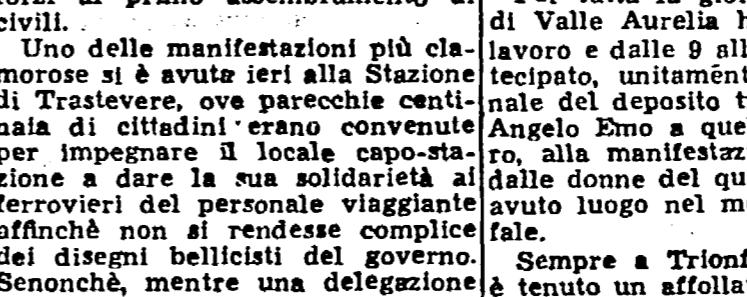 civili.
Uno delle manifestazioni più cla-
morose si è avuta ieri alla Stazione
di Trastevere, ove parecchie centi-
naia di cittadini erano convenute
per impegnare il locale capo-sta-
zione a dare la sua solidarietà ai
ferrovieri del personale viaggiante
affinchè non si rendesse complice
dei disegni bellicisti del governo.
Senonchè, mentre una delegazione
di Valle Aurelia h
lavoro e dalle 9 all
tecipato, unitament
nale del deposito t
Angelo Emo a que
ro, alla manifestaz
dalle donne del qu
avuto luogo nel m
fale.
Sempre a Trionf
è tenuto un affolla